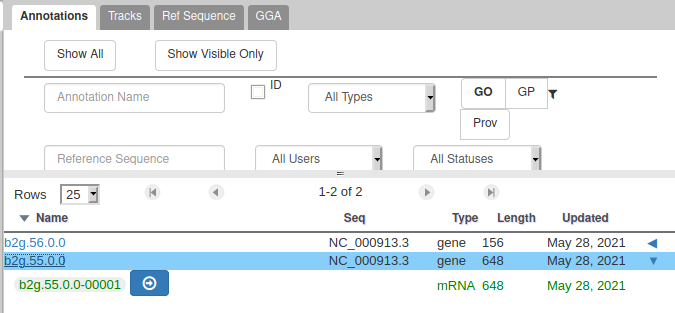 Annotations Tracks Ref Sequence GGA
Show All Show Visible Only
Annotation Name ID All Types GO GP
Prov
Reference Sequence All Users All Statuses
Rows 25 1-2 of 2
Name Seq Type Length Updated
b2g.56.0.0 NC_000913.3 gene 156 May 28, 2021
b2g.55.0.0 NC_000913.3 gene 648 May 28, 2021
b2g.55.0.0-00001 mRNA 648 May 28, 2021